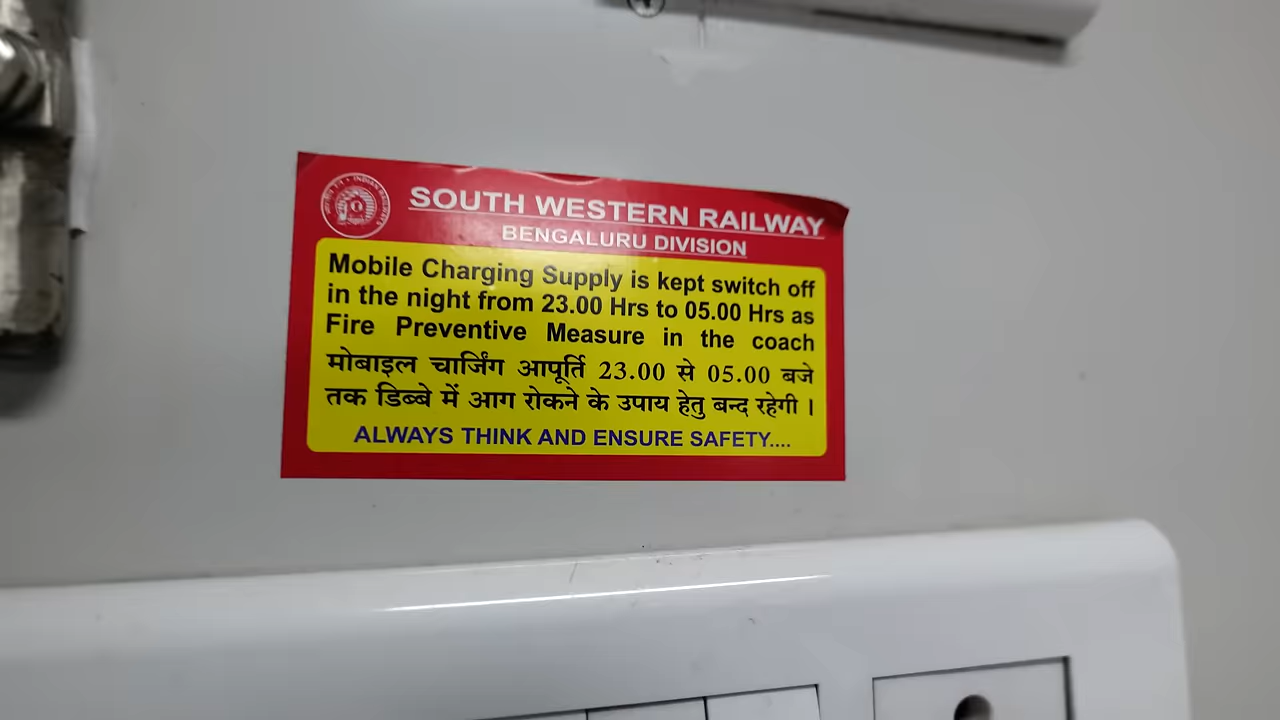 SOUTH WESTERN RAILWAY
BENGALURU DIVISION
Mobile Charging Supply is kept switch off
in the night from 23.00 Hrs to 05.00 Hrs as
Fire Preventive Measure in the coach
मोबाइल चार्जिंग आपूर्ति 23.00 से 05.00 बजे
तक डिब्बे में आग रोकने के उपाय हेतु बन्द रहेगी ।
ALWAYS THINK AND ENSURE SAFETY....